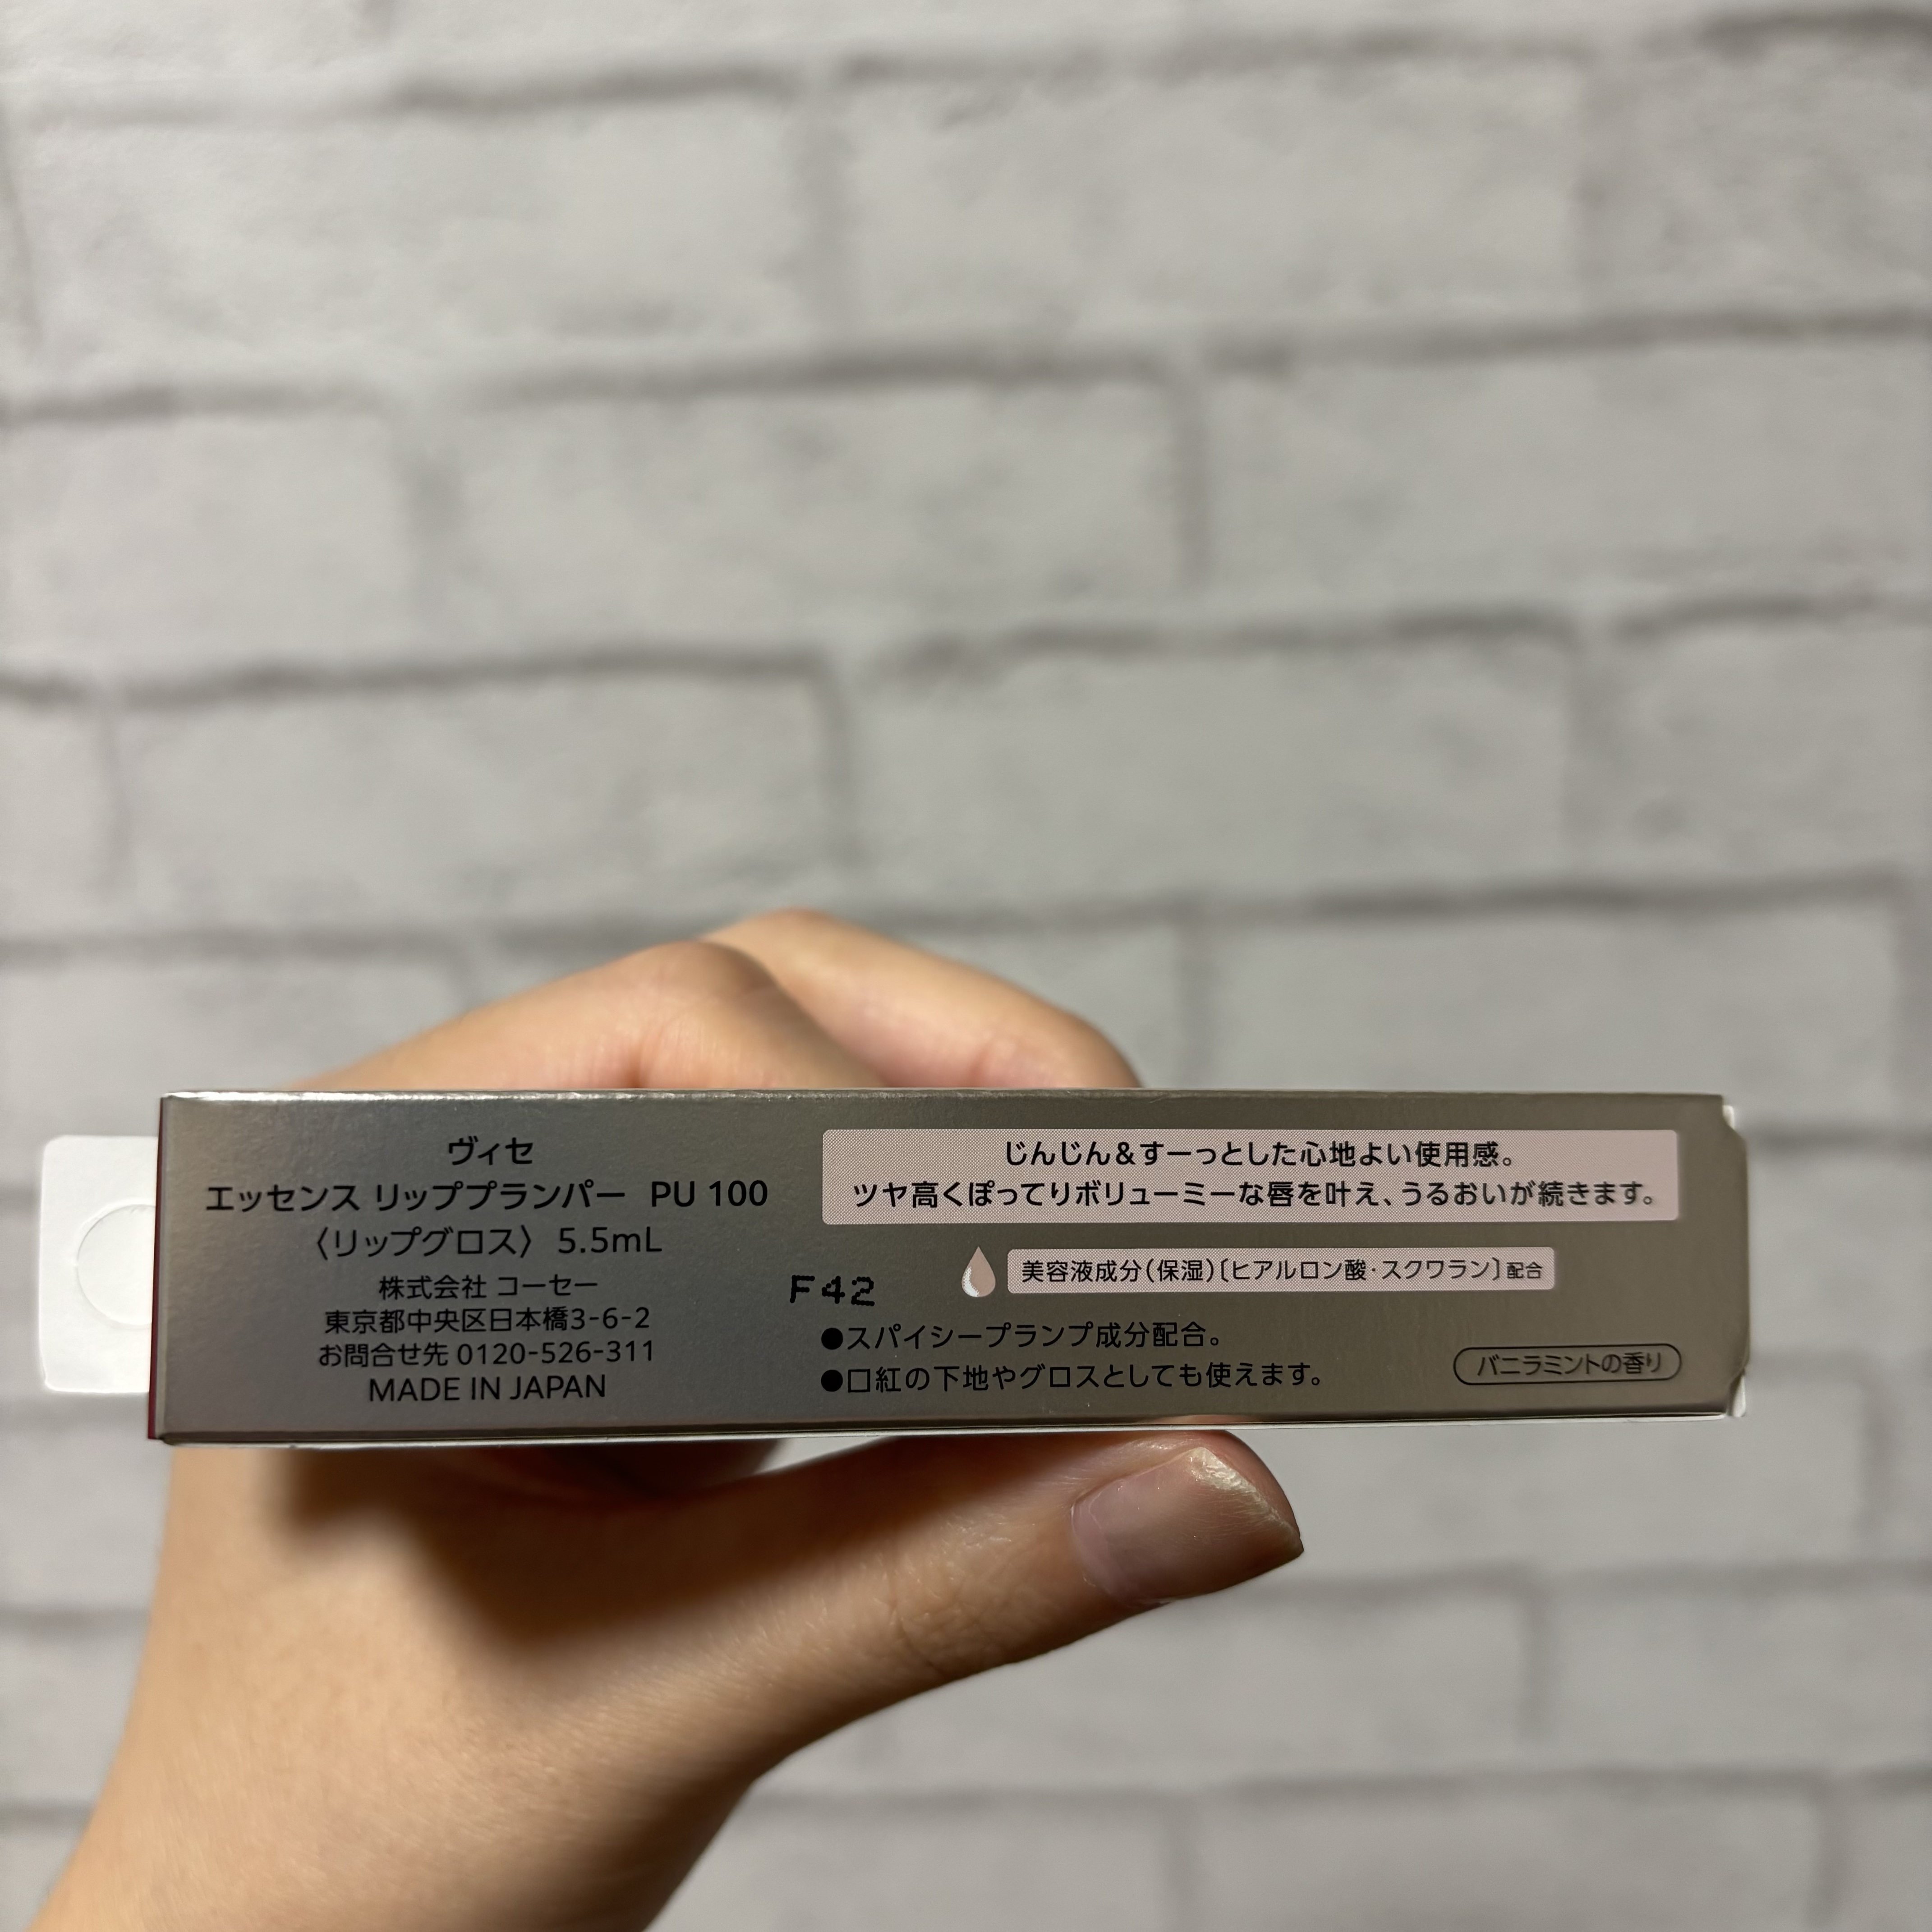 ヴィセ
エッセンス リッププランパー PU 100
〈リップグロス〉 5.5mL
株式会社 コーセー
東京都中央区日本橋3-6-2
お問合せ先 0120-526-311
MADE IN JAPAN
F42
じんじん&すーっとした心地よい使用感。
ツヤ高くぽってりボリューミーな唇を叶え、うるおいが続きます。
美容液成分(保湿)〔ヒアルロン酸・スクワラン〕配合
●スパイシープランプ成分配合。
●口紅の下地やグロスとしても使えます。
バニラミントの香り